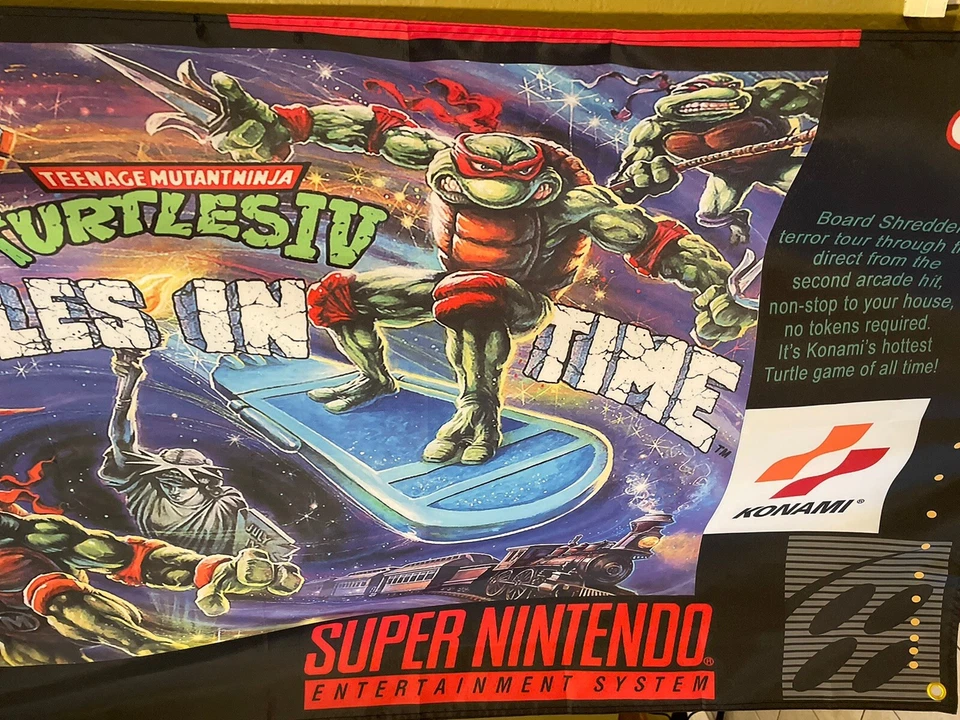 TEENAGE MUTANT NINJA
TURTLES IV
LES IN TIME™
JULY
Board Shredder
terror tour through
direct from the
second arcade hit,
non-stop to your house,
no tokens required.
It's Konami's hottest
Turtle game of all time!
KONAMI®
SUPER NINTENDO®
ENTERTAINMENT SYSTEM